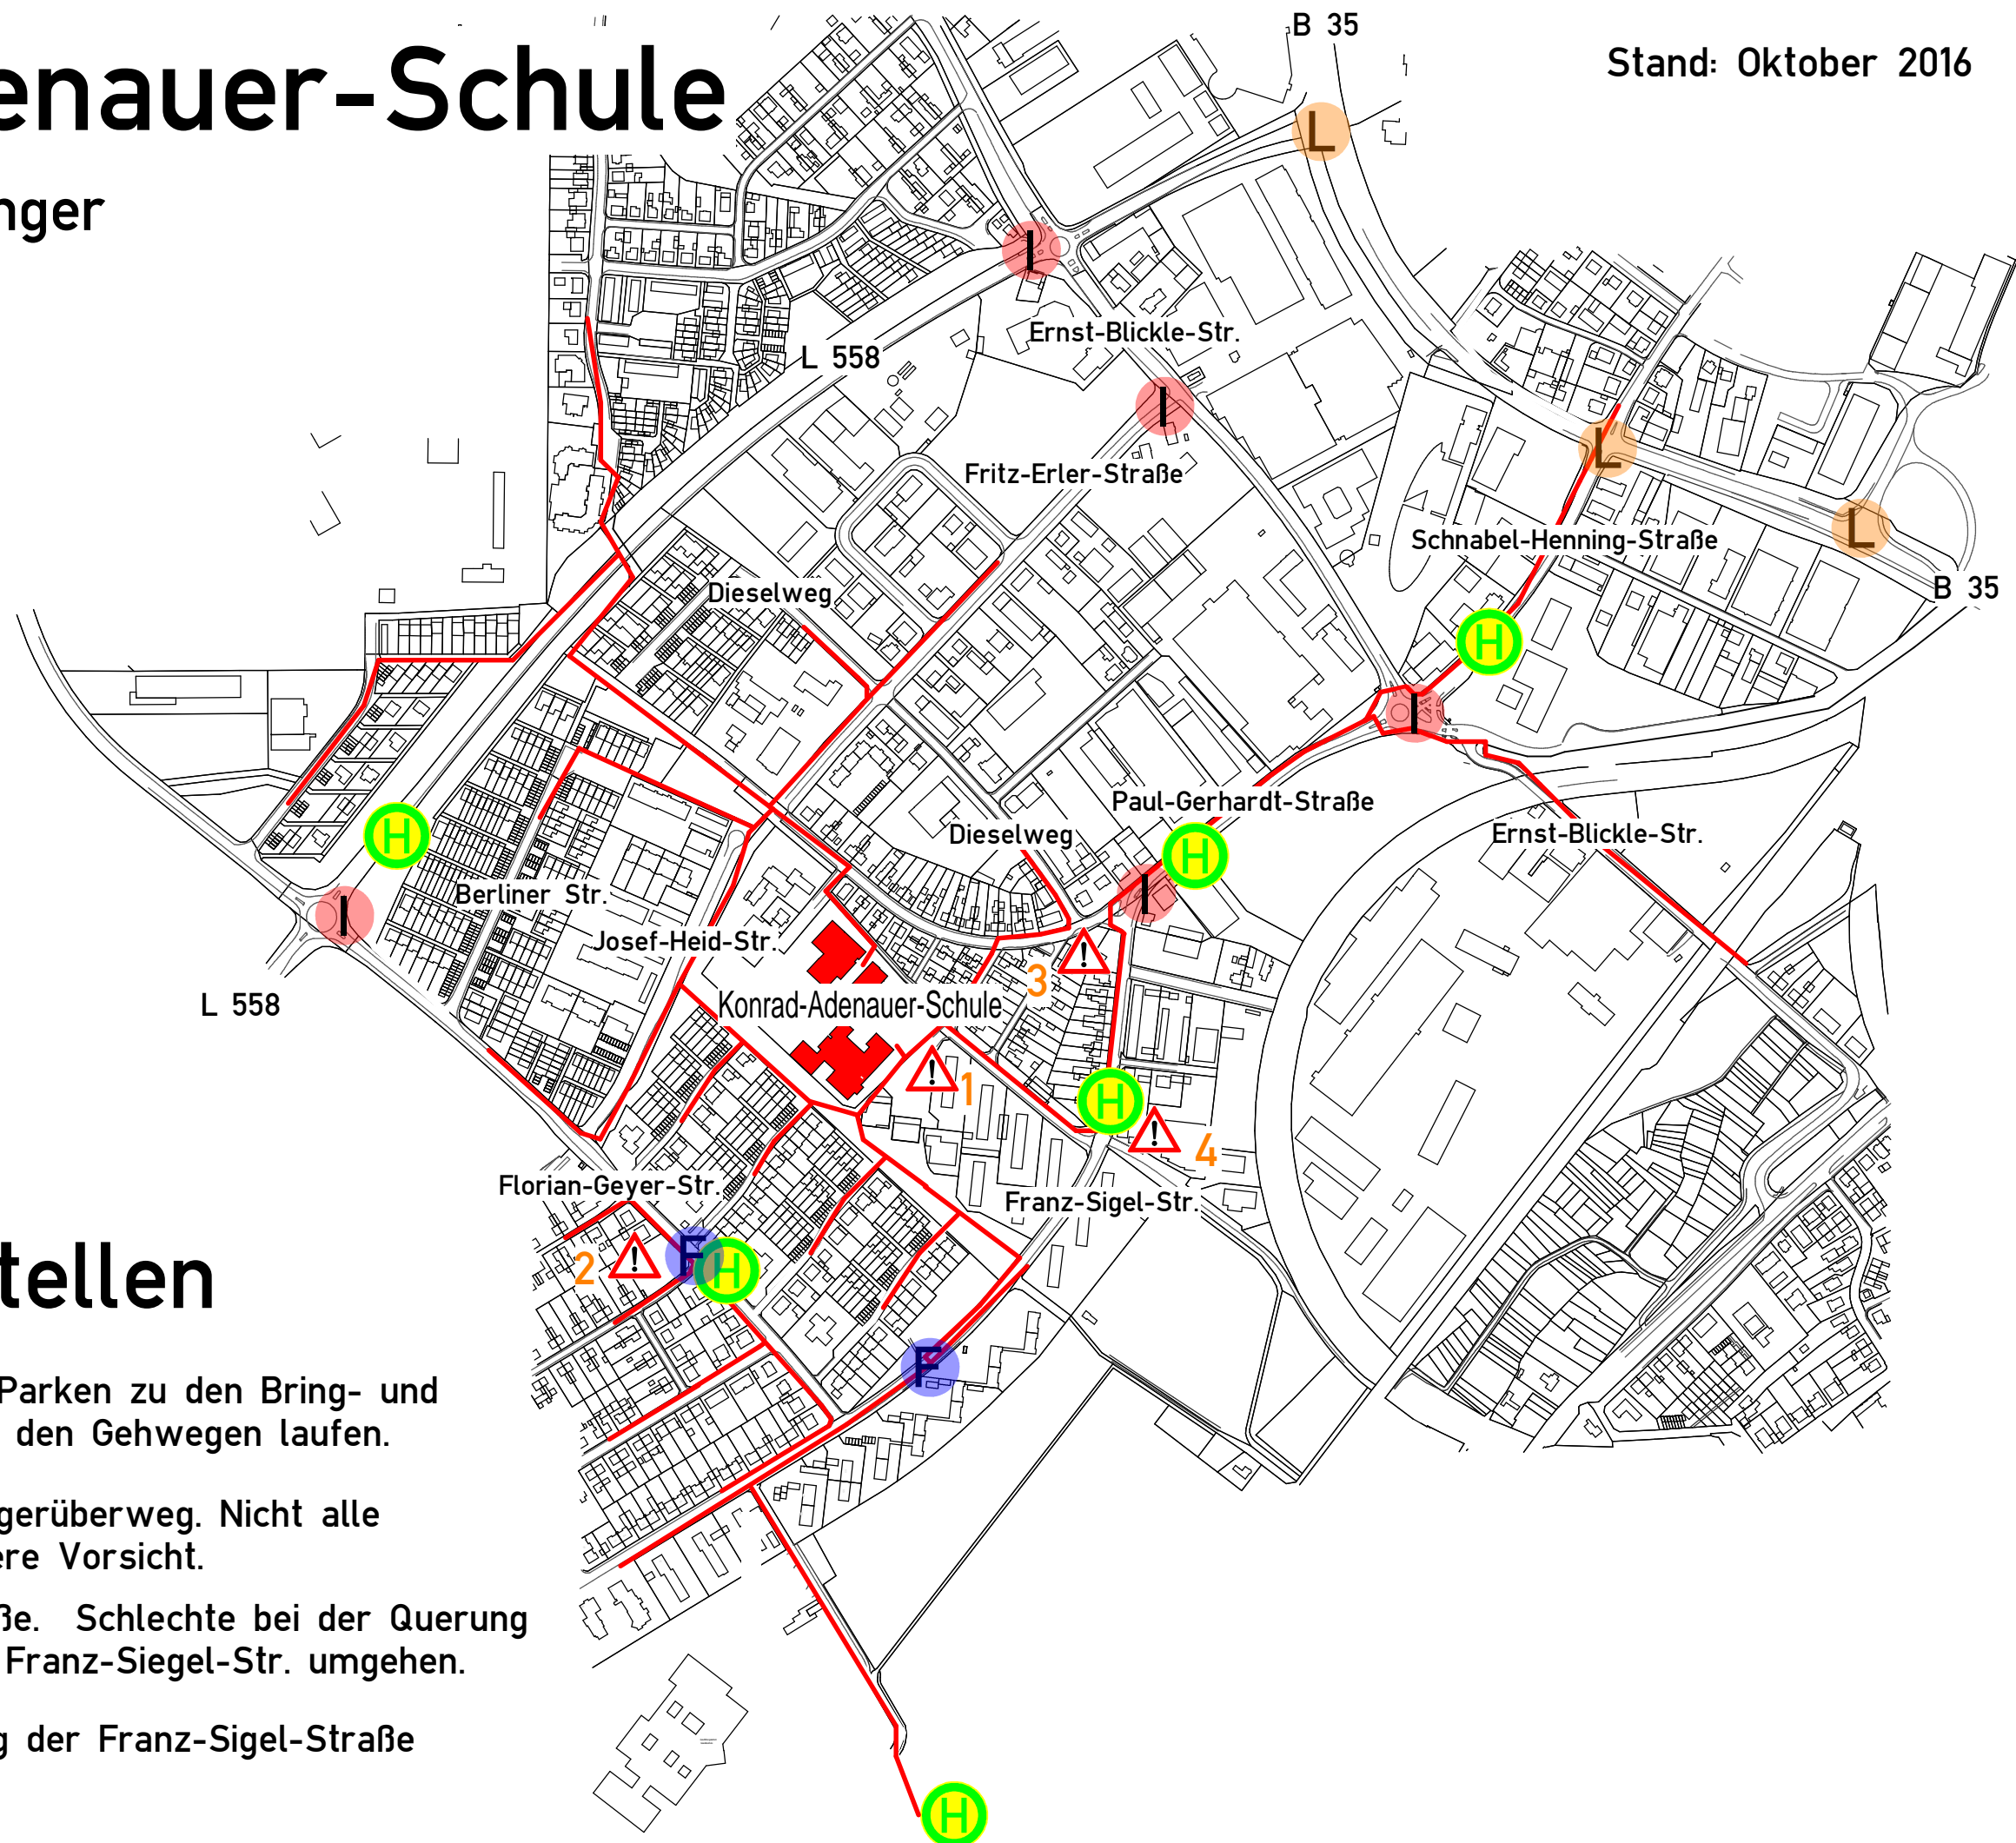 enauer-Schule
nger
B 35
Stand: Oktober 2016
L
I
Ernst-Blickle-Str.
L 558
I
L
Fritz-Erler-Straße
Schnabel-Henning-Straße
L
B 35
Dieselweg
H
I
Paul-Gerhardt-Straße
Dieselweg
Ernst-Blickle-Str.
H
H
I
Berliner Str.
I
Josef-Heid-Str.
! 3
L 558
Konrad-Adenauer-Schule
! 1
H
! 4
Florian-Geyer-Str.
Franz-Sigel-Str.
2 !
F
H
tellen
F
Parken zu den Bring- und
den Gehwegen laufen.
gerüberweg. Nicht alle
ere Vorsicht.
ße. Schlechte bei der Querung
Franz-Siegel-Str. umgehen.
g der Franz-Sigel-Straße
H